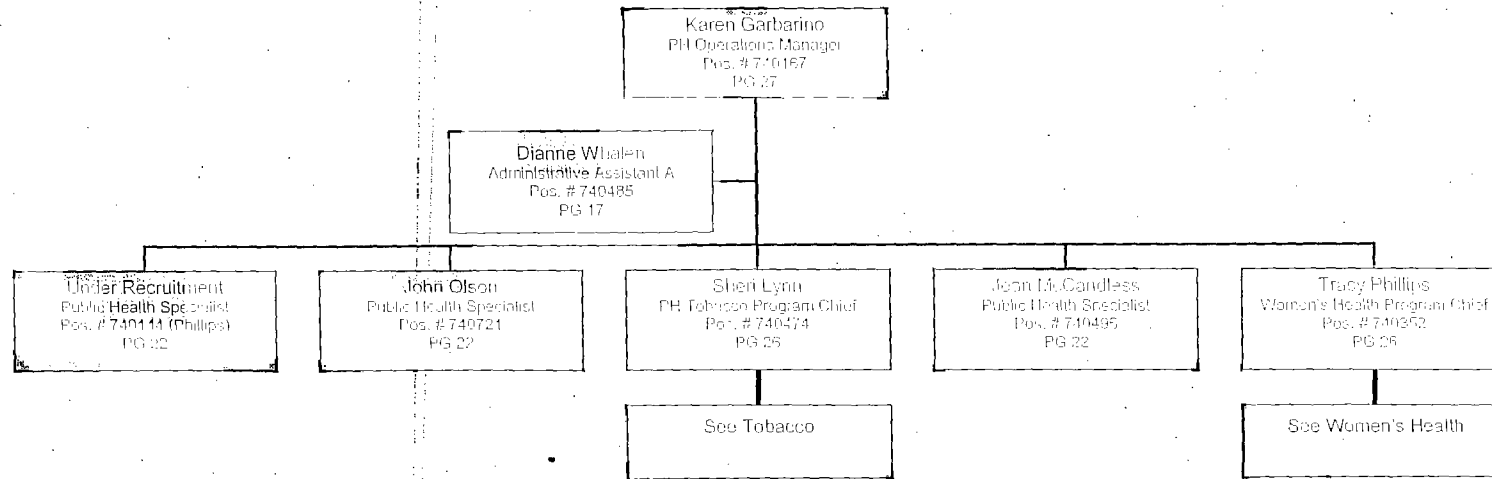 Karen Garbarino
PH Operations Manager
Pos. # 740167
PG 27
Dianne Whalen
Administrative Assistant A
Pos. # 740485
PG 17
Under Recruitment
Public Health Specialist
Pos. # 740144 (Phillips)
PG 22
John Olson
Public Health Specialist
Pos. # 740721
PG 22
Sheri Lynn
PH Tobacco Program Chief
Pos. # 740474
PG 26
Jean McCandless
Public Health Specialist
Pos. # 740495
PG 22
Tracy Phillips
Women's Health Program Chief
Pos. # 740352
PG 26
See Tobacco
See Women's Health